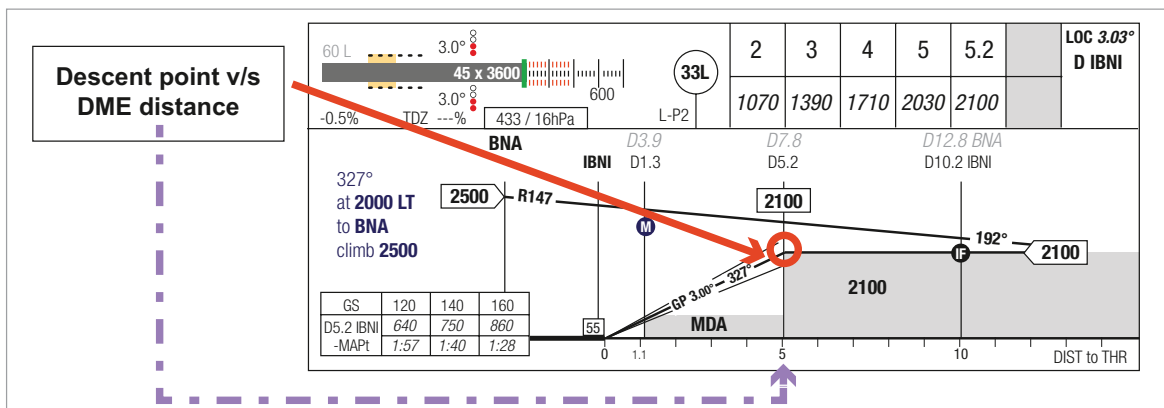 Descent point v/s
DME distance
60 L
3.0°
45 x 3600
600
3.0°
-0.5%
TDZ
---%
433 / 16hPa
33L
L-P2
2
3
4
5
5.2
LOC 3.03°
D IBNI
1070
1390
1710
2030
2100
BNA
IBNI
D3.9
D1.3
D7.8
D5.2
D12.8 BNA
D10.2 IBNI
327°
at 2000 LT
to BNA
climb 2500
2500
R147
2100
M
192°
2100
IF
GP 3.00°
327°
2100
MDA
GS
120
140
160
D5.2 IBNI
640
750
860
-MAPt
1:57
1:40
1:28
55
0
1.1
5
10
DIST to THR